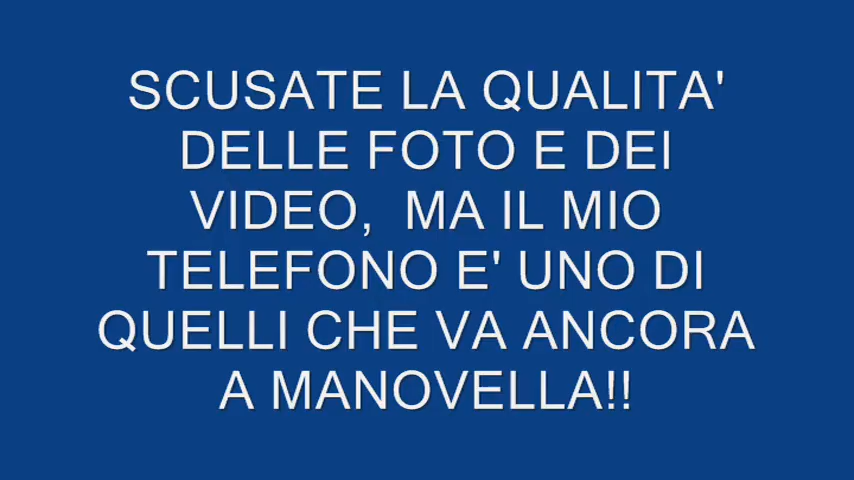 SCUSATE LA QUALITA'
DELLE FOTO E DEI
VIDEO,  MA IL MIO
TELEFONO E' UNO DI
QUELLI CHE VA ANCORA
A MANOVELLA!!